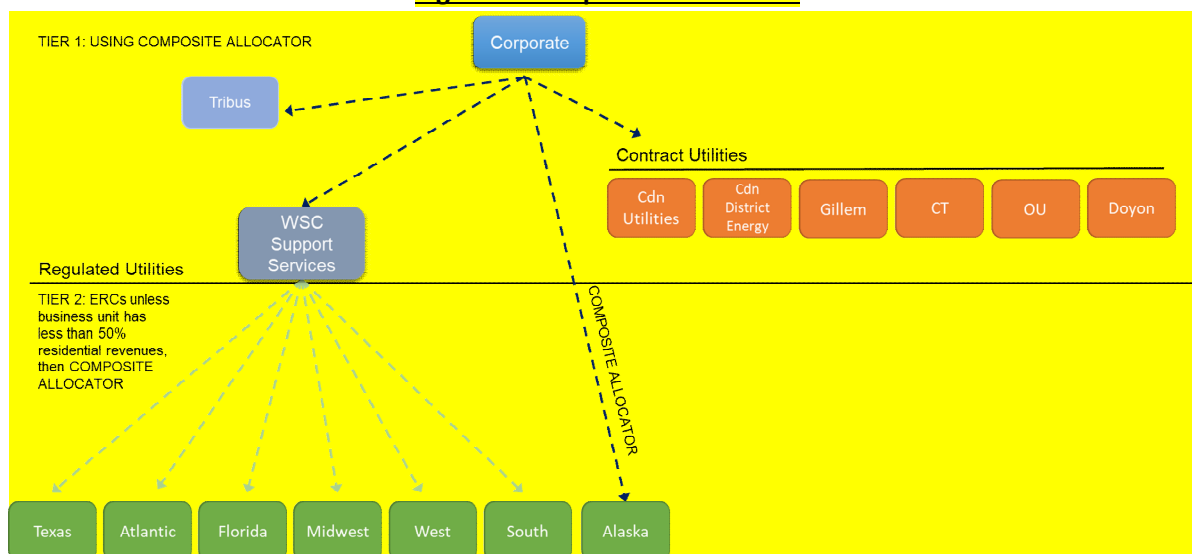 TIER 1: USING COMPOSITE ALLOCATOR
Corporate
Tribus
Contract Utilities
Cdn
Utilities
Cdn
District
Energy
Gillem
CT
OU
Doyon
WSC
Support
Services
Regulated Utilities
TIER 2: ERCs unless
business unit has
less than 50%
residential revenues,
then COMPOSITE
ALLOCATOR
COMPOSITE ALLOCATOR
Texas
Atlantic
Florida
Midwest
West
South
Alaska